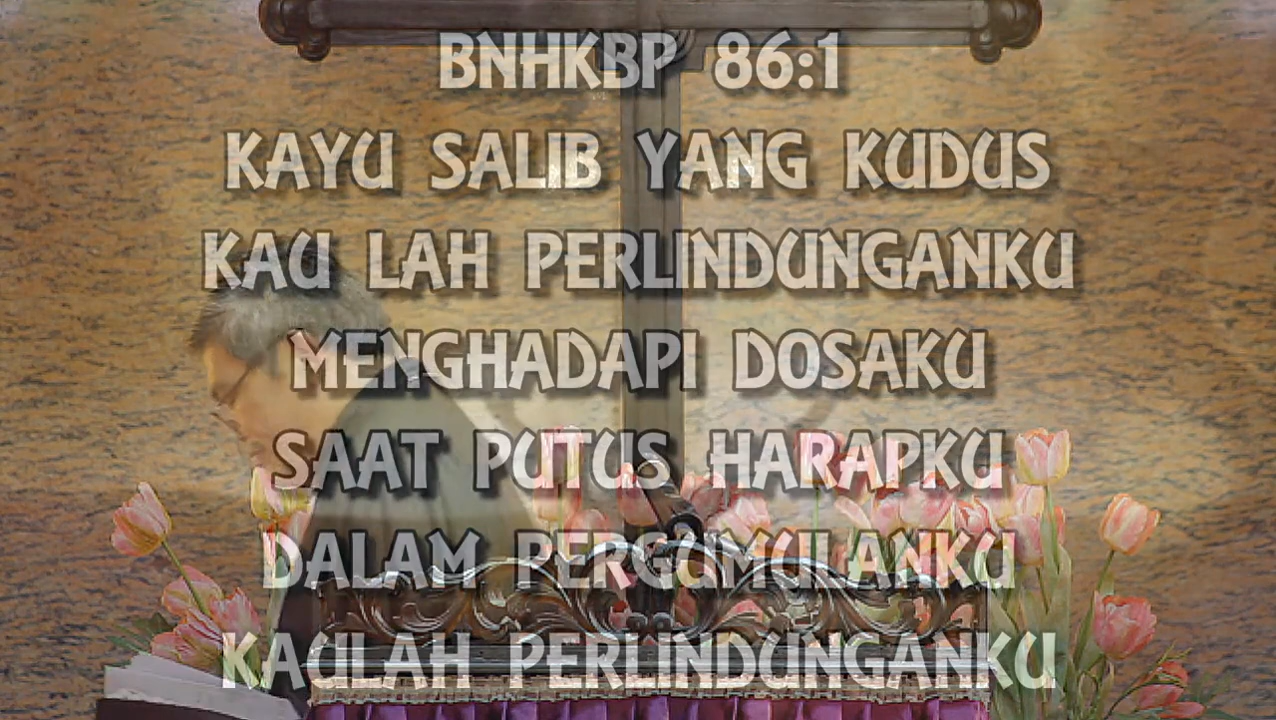 BNHKBP 86:1
KAYU SALIB YANG KUDUS
KAU LAH PERLINDUNGANKU
MENGHADAPI DOSAKU
SAAT PUTUS HARAPKU
DALAM PERGUMULANKU
KAULAH PERLINDUNGANKU